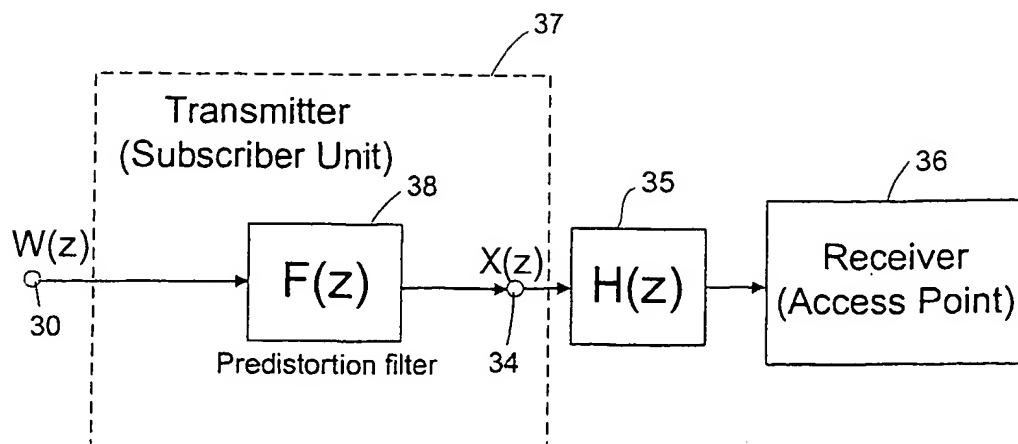 37
Transmitter
(Subscriber Unit)
38
35
36
W(z)
30
F(z)
X(z)
34
H(z)
Receiver
(Access Point)
Predistortion filter